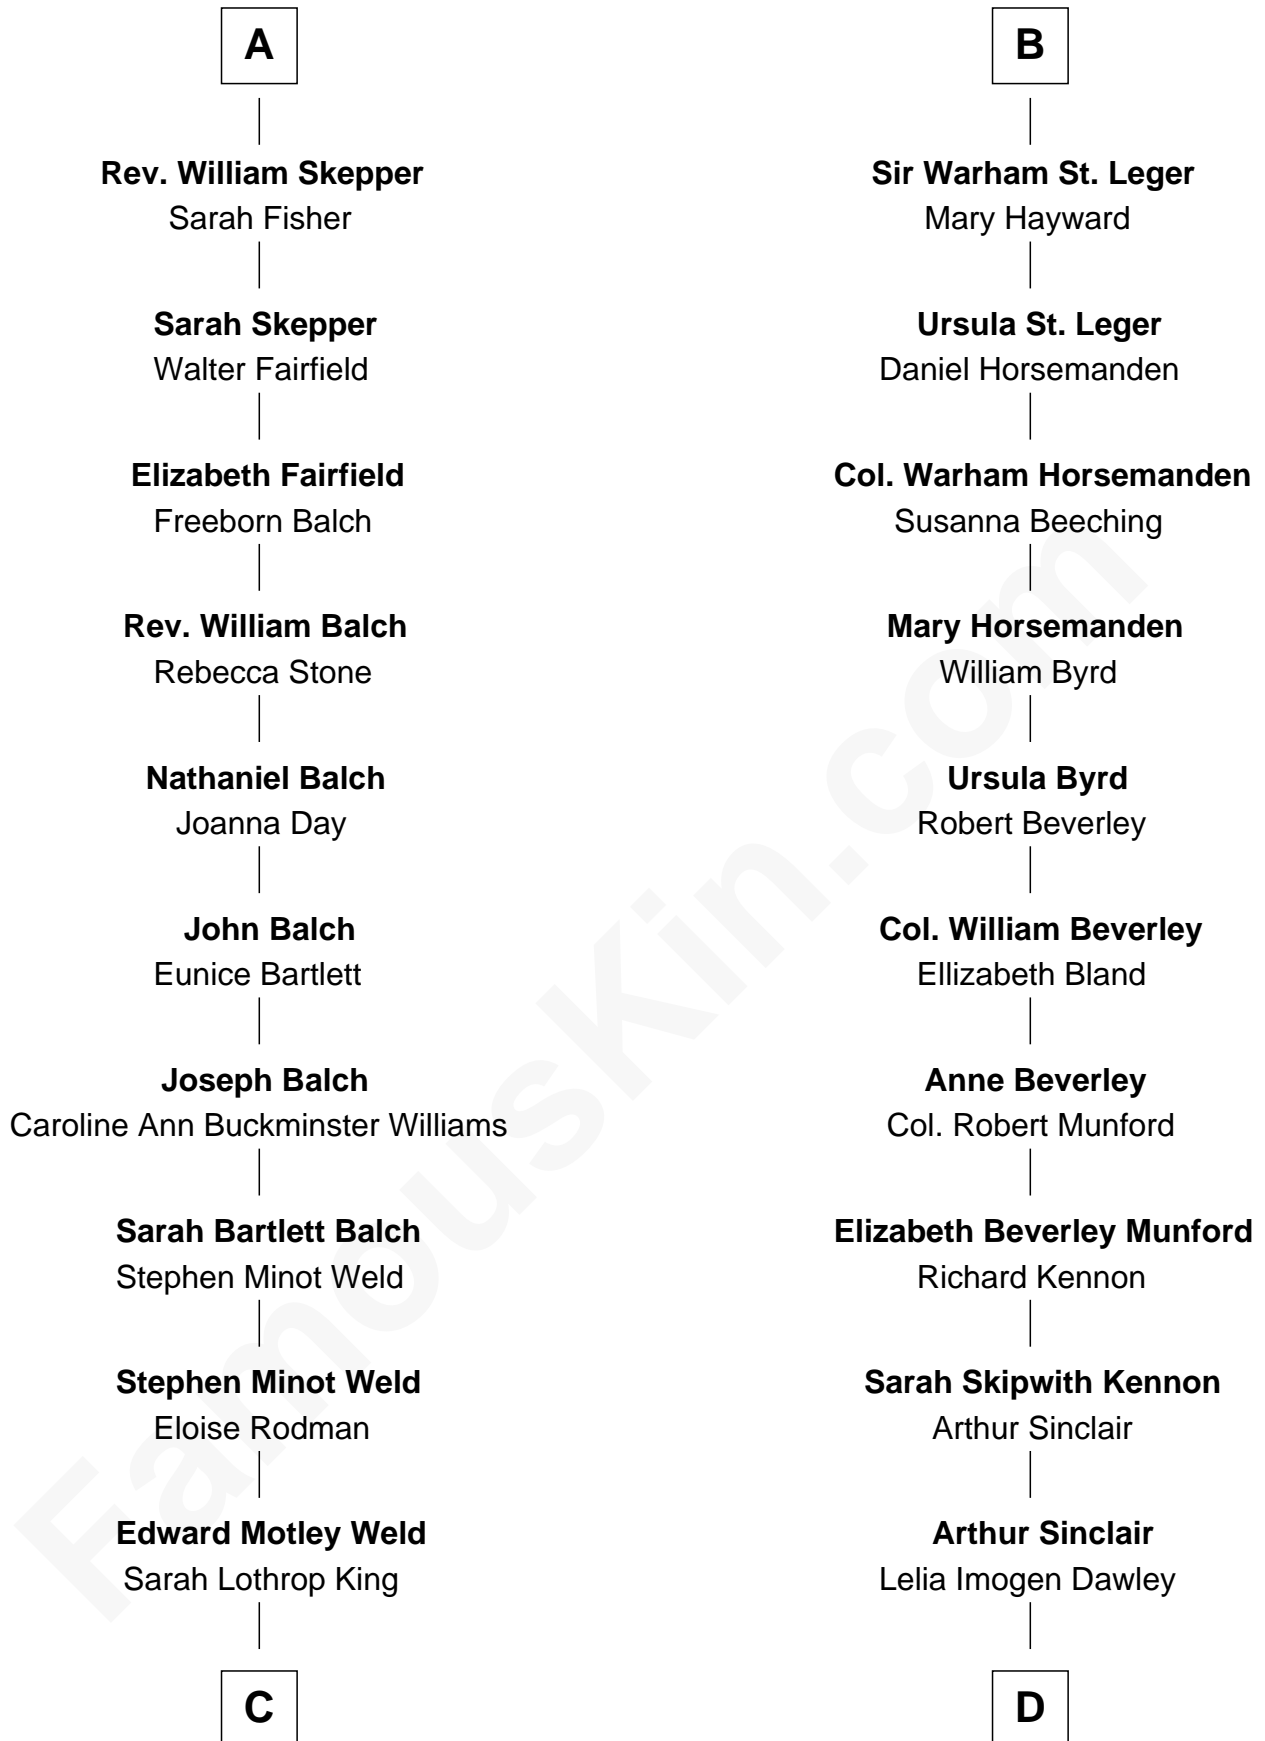 A
Rev. William Skepper
Sarah Fisher
Sarah Skepper
Walter Fairfield
Elizabeth Fairfield
Freeborn Balch
Rev. William Balch
Rebecca Stone
Nathaniel Balch
Joanna Day
John Balch
Eunice Bartlett
Joseph Balch
Caroline Ann Buckminster Williams
Sarah Bartlett Balch
Stephen Minot Weld
Stephen Minot Weld
Eloise Rodman
Edward Motley Weld
Sarah Lothrop King
C
B
Sir Warham St. Leger
Mary Hayward
Ursula St. Leger
Daniel Horsemanden
Col. Warham Horsemanden
Susanna Beeching
Mary Horsemanden
William Byrd
Ursula Byrd
Robert Beverley
Col. William Beverley
Ellizabeth Bland
Anne Beverley
Col. Robert Munford
Elizabeth Beverley Munford
Richard Kennon
Sarah Skipwith Kennon
Arthur Sinclair
Arthur Sinclair
Lelia Imogen Dawley
D
FamousKin.com